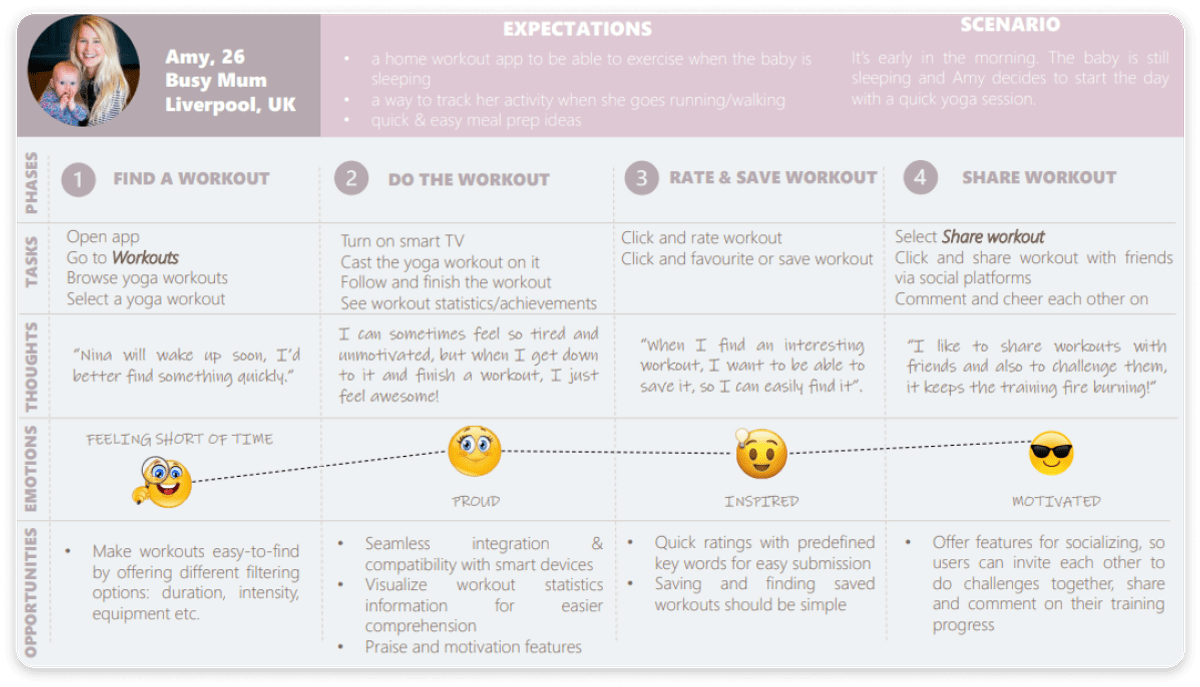 Amy, 26
Busy Mum
Liverpool, UK
EXPECTATIONS
• a home workout app to be able to exercise when the baby is
sleeping
• a way to track her activity when she goes running/walking
• quick & easy meal prep ideas
SCENARIO
It's early in the morning. The baby is still
sleeping and Amy decides to start the day
with a quick yoga session.
PHASES
1 FIND A WORKOUT
2 DO THE WORKOUT
3 RATE & SAVE WORKOUT
4 SHARE WORKOUT
TASKS
Open app
Go to Workouts
Browse yoga workouts
Select a yoga workout
Turn on smart TV
Cast the yoga workout on it
Follow and finish the workout
See workout statistics/achievements
Click and rate workout
Click and favourite or save workout
Select Share workout
Click and share workout with friends
via social platforms
Comment and cheer each other on
THOUGHTS
"Nina will wake up soon, I'd
better find something quickly."
I can sometimes feel so tired and
unmotivated, but when I get down
to it and finish a workout, I just
feel awesome!
"When I find an interesting
workout, I want to be able to
save it, so I can easily find it".
"I like to share workouts with
friends and also to challenge them,
it keeps the training fire burning!"
EMOTIONS
FEELING SHORT OF TIME
PROUD
INSPIRED
MOTIVATED
OPPORTUNITIES
• Make workouts easy-to-find
by offering different filtering
options: duration, intensity,
equipment etc.
• Seamless integration &
compatibility with smart devices
• Visualize workout statistics
information for easier
comprehension
• Praise and motivation features
• Quick ratings with predefined
key words for easy submission
• Saving and finding saved
workouts should be simple
• Offer features for socializing, so
users can invite each other to
do challenges together, share
and comment on their training
progress